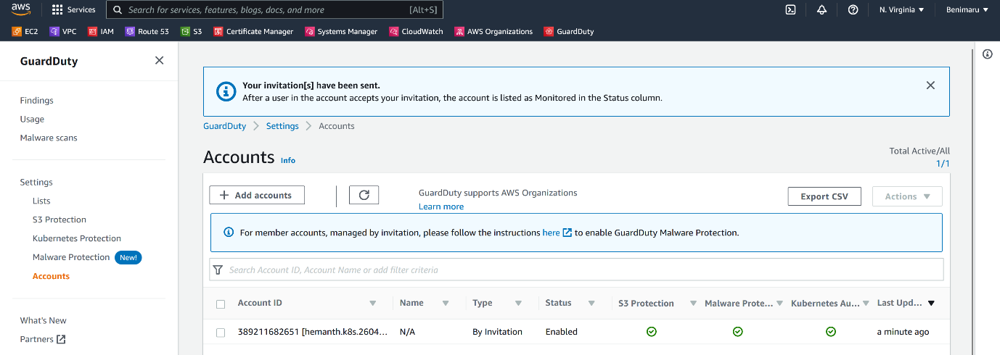 aws
Services
Search for services, features, blogs, docs, and more
[Alt+S]
N. Virginia
Benimaru
EC2
VPC
IAM
Route 53
S3
Certificate Manager
Systems Manager
CloudWatch
AWS Organizations
GuardDuty
GuardDuty
Findings
Usage
Malware scans
Settings
Lists
S3 Protection
Kubernetes Protection
Malware Protection New!
Accounts
What's New
Partners
Your invitation[s] have been sent.
After a user in the account accepts your invitation, the account is listed as Monitored in the Status column.
GuardDuty > Settings > Accounts
Accounts Info
Total Active/All
1/1
+ Add accounts
GuardDuty supports AWS Organizations
Learn more
Export CSV
Actions
For member accounts, managed by invitation, please follow the instructions here to enable GuardDuty Malware Protection.
Search Account ID, Account Name or add filter criteria
Account ID Name Type Status S3 Protection Malware Prote... Kubernetes Au... Last Upd...
389211682651 [hemanth.k8s.2604... N/A By Invitation Enabled a minute ago